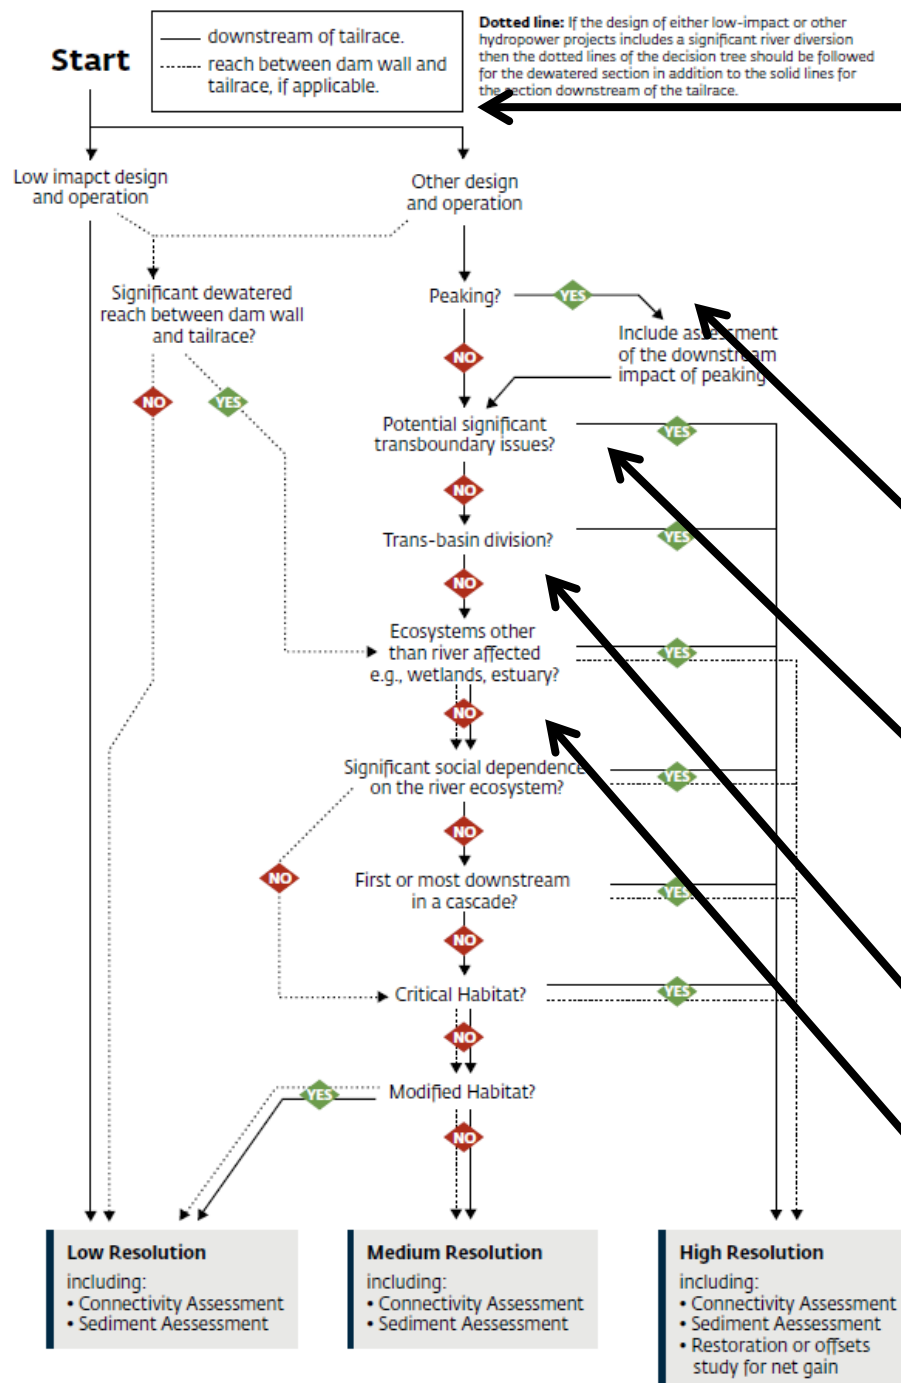 Start
downstream of tailrace.
reach between dam wall and
tailrace, if applicable.
Dotted line: If the design of either low-impact or other
hydropower projects includes a significant river diversion
then the dotted lines of the decision tree should be followed
for the dewatered section in addition to the solid lines for
the section downstream of the tailrace.
Low imapct design
and operation
Other design
and operation
Significant dewatered
reach between dam wall
and tailrace?
Peaking?
YES
Include assessment
of the downstream
impact of peaking
NO
NO
YES
Potential significant
transboundary issues?
YES
NO
Trans-basin division?
YES
NO
Ecosystems other
than river affected
e.g., wetlands, estuary?
YES
NO
Significant social dependence
on the river ecosystem?
YES
NO
NO
First or most downstream
in a cascade?
YES
NO
Critical Habitat?
YES
NO
Modified Habitat?
YES
NO
Low Resolution
including:
• Connectivity Assessment
• Sediment Aessessment
Medium Resolution
including:
• Connectivity Assessment
• Sediment Aessessment
High Resolution
including:
• Connectivity Assessment
• Sediment Aessessment
• Restoration or offsets
study for net gain